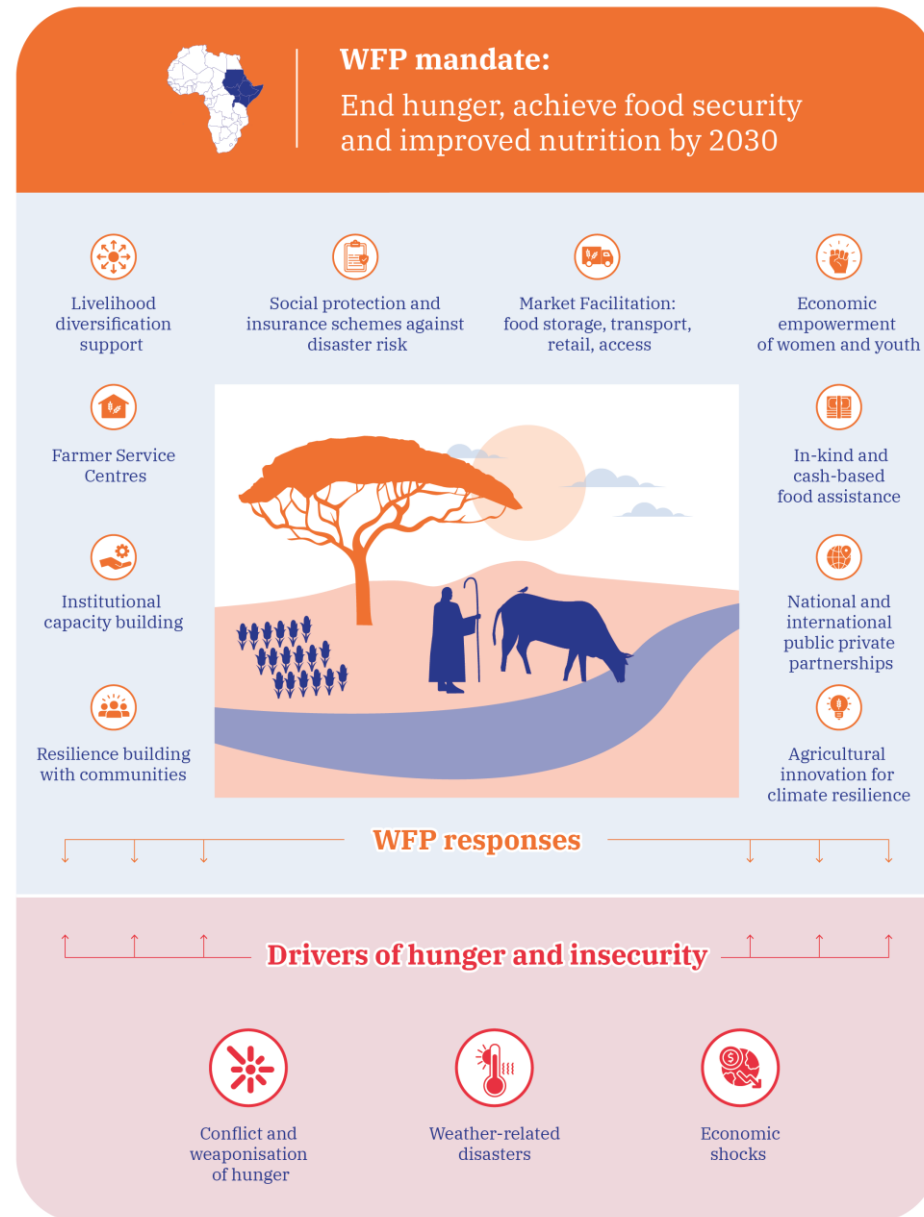 WFP mandate:
End hunger, achieve food security
and improved nutrition by 2030
Livelihood
diversification
support
Social protection and
insurance schemes against
disaster risk
Market Facilitation:
food storage, transport,
retail, access
Economic
empowerment
of women and youth
Farmer Service
Centres
In-kind and
cash-based
food assistance
Institutional
capacity building
National and
international
public private
partnerships
Resilience building
with communities
Agricultural
innovation for
climate resilience
WFP responses
Drivers of hunger and insecurity
Conflict and
weaponisation
of hunger
Weather-related
disasters
Economic
shocks